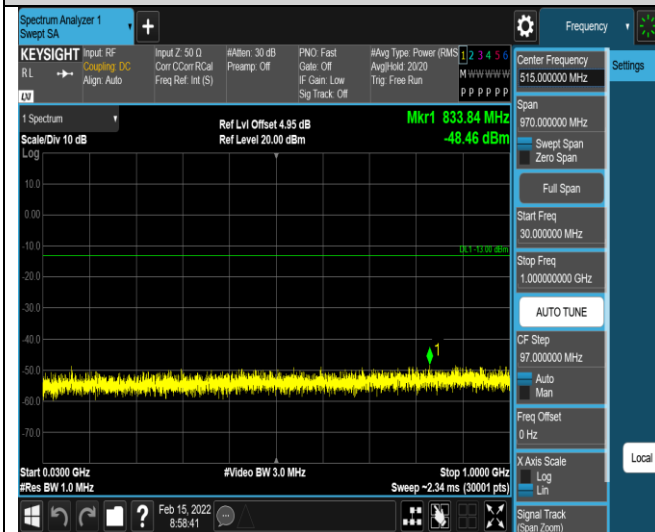 Spectrum Analyzer 1
Swept SA
+
Frequency
KEYSIGHT
RL
LXI
Input: RF
Coupling: DC
Align: Auto
Input Z: 50 Ω
Corr CCorr RCal
Freq Ref: Int (S)
#Atten: 30 dB
Preamp: Off
PNO: Fast
Gate: Off
IF Gain: Low
Sig Track: Off
#Avg Type: Power (RMS
Avg|Hold: 20/20
Trig: Free Run
1 2 3 4 5 6
M W W W W W
P P P P P P
1 Spectrum
Scale/Div 10 dB
Log
Ref Lvl Offset 4.95 dB
Ref Level 20.00 dBm
Mkr1 833.84 MHz
-48.46 dBm
10.0
0.00
-10.0
DL1 -13.00 dBm
-20.0
-30.0
-40.0
1
-50.0
-60.0
-70.0
Start 0.0300 GHz
#Res BW 1.0 MHz
#Video BW 3.0 MHz
Stop 1.0000 GHz
Sweep ~2.34 ms (30001 pts)
?
Feb 15, 2022
8:58:41
Center Frequency
515.000000 MHz
Settings
Span
970.000000 MHz
Swept Span
Zero Span
Full Span
Start Freq
30.000000 MHz
Stop Freq
1.000000000 GHz
AUTO TUNE
CF Step
97.000000 MHz
Auto
Man
Freq Offset
0 Hz
X Axis Scale
Log
Lin
Local
Signal Track
(Span Zoom)